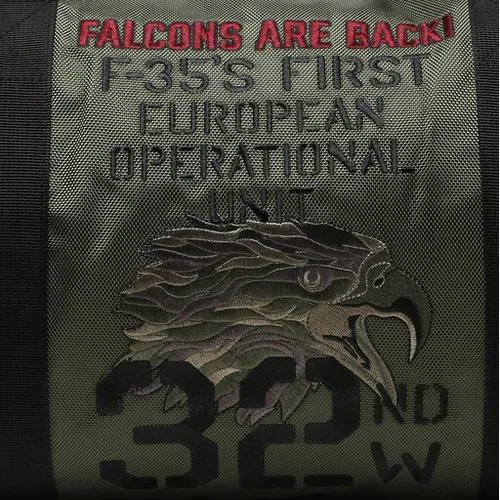 FALCONS ARE BACK!
F-35'S FIRST
EUROPEAN
OPERATIONAL
UNIT
32ND
W